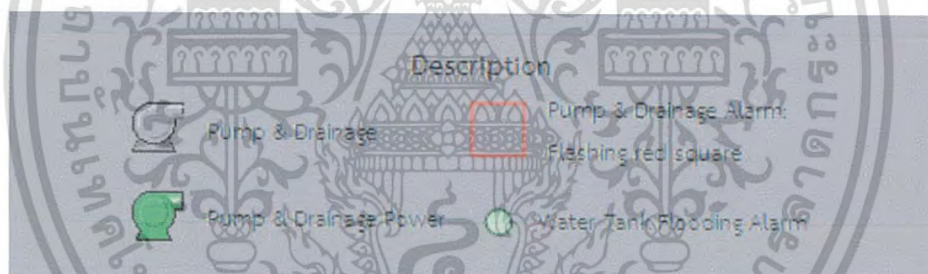 Description
Pump & Drainage
Pump & Drainage Alarm:
Flashing red square
Pump & Drainage Power
Water Tank Flooding Alarm